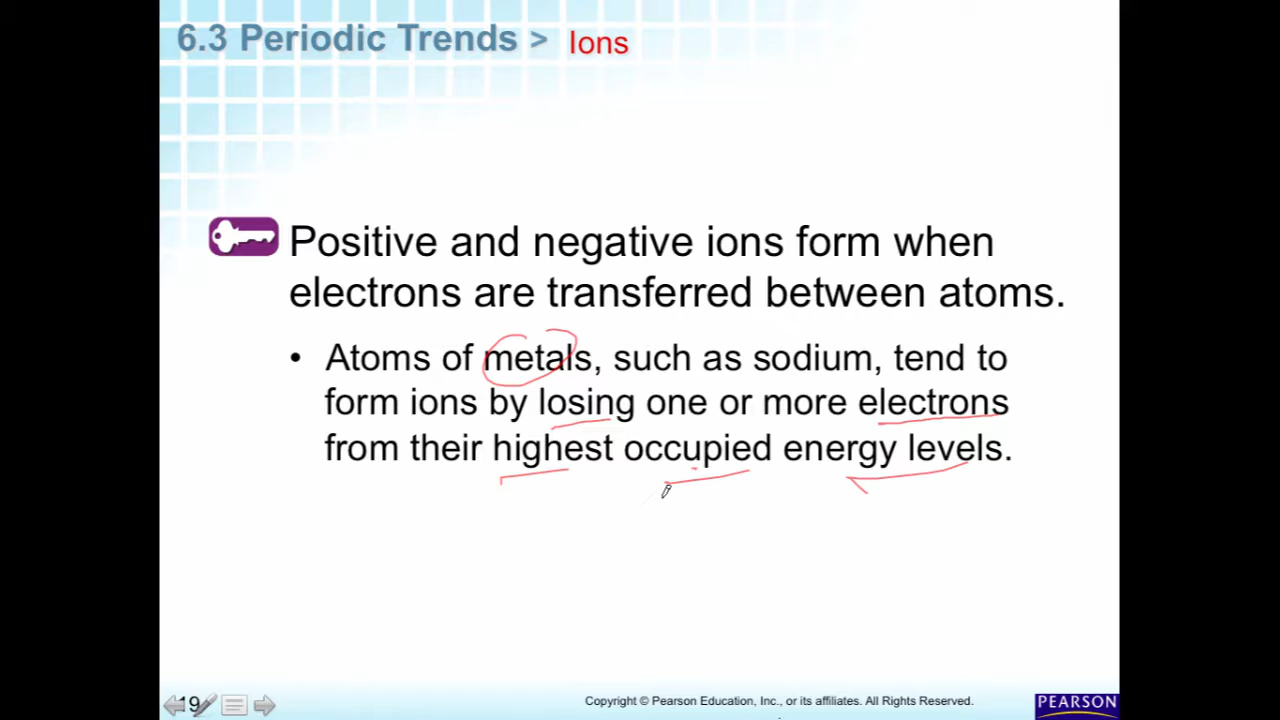 6.3 Periodic Trends > Ions
Positive and negative ions form when
electrons are transferred between atoms.
• Atoms of metals, such as sodium, tend to
form ions by losing one or more electrons
from their highest occupied energy levels.
19
Copyright © Pearson Education, Inc., or its affiliates. All Rights Reserved.
PEARSON